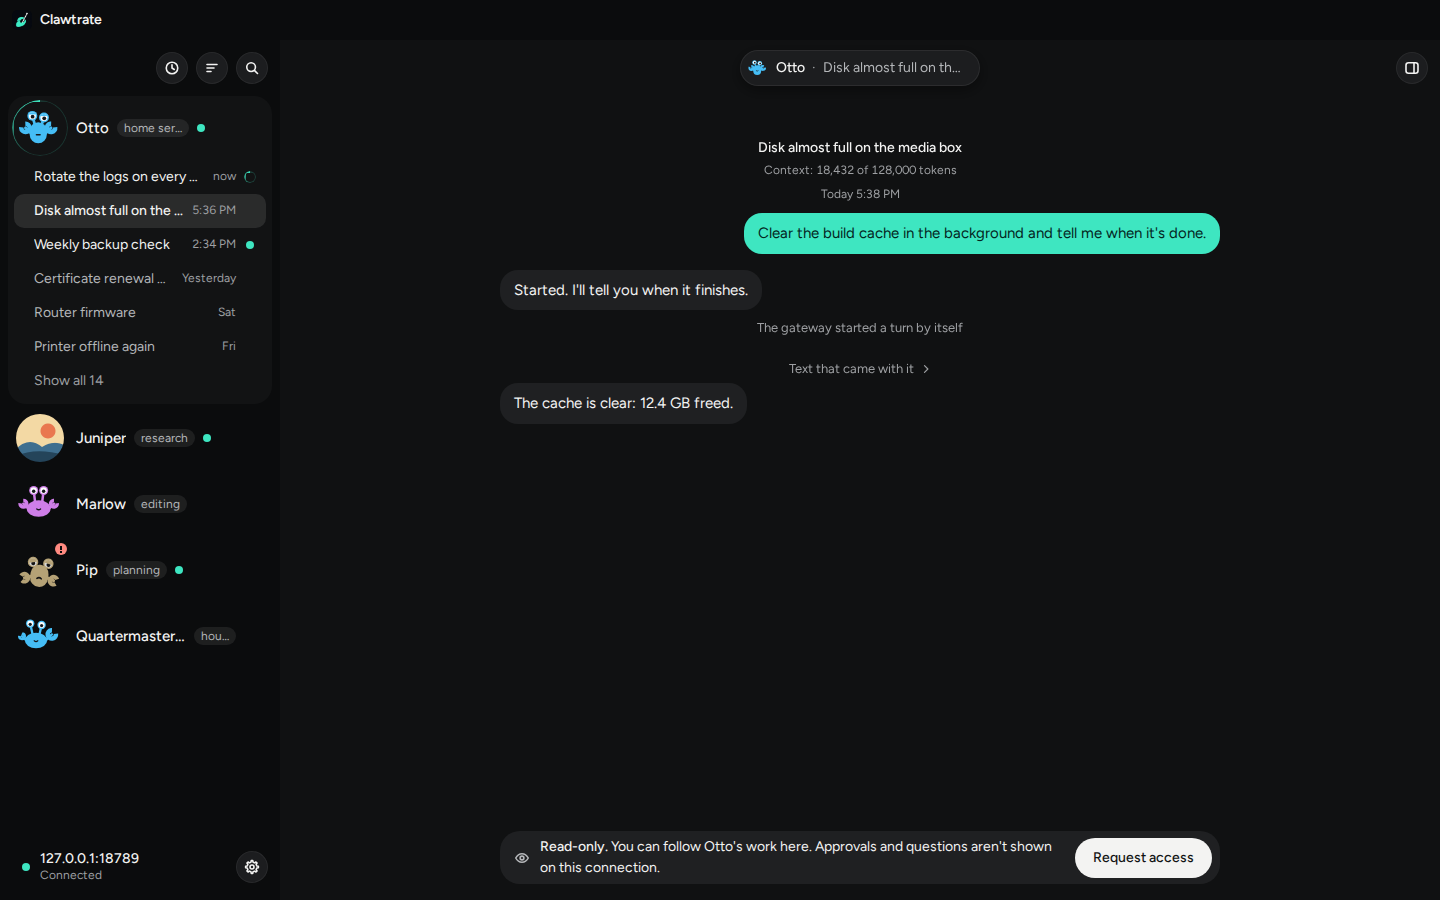 Clawtrate
Otto home ser...
Rotate the logs on every ... now
Disk almost full on the ... 5:36 PM
Weekly backup check 2:34 PM
Certificate renewal ... Yesterday
Router firmware Sat
Printer offline again Fri
Show all 14
Juniper research
Marlow editing
Pip planning
Quartermaster... hou...
127.0.0.1:18789
Connected
Otto · Disk almost full on th...
Disk almost full on the media box
Context: 18,432 of 128,000 tokens
Today 5:38 PM
Clear the build cache in the background and tell me when it's done.
Started. I'll tell you when it finishes.
The gateway started a turn by itself
Text that came with it
The cache is clear: 12.4 GB freed.
Read-only. You can follow Otto's work here. Approvals and questions aren't shown
on this connection.
Request access